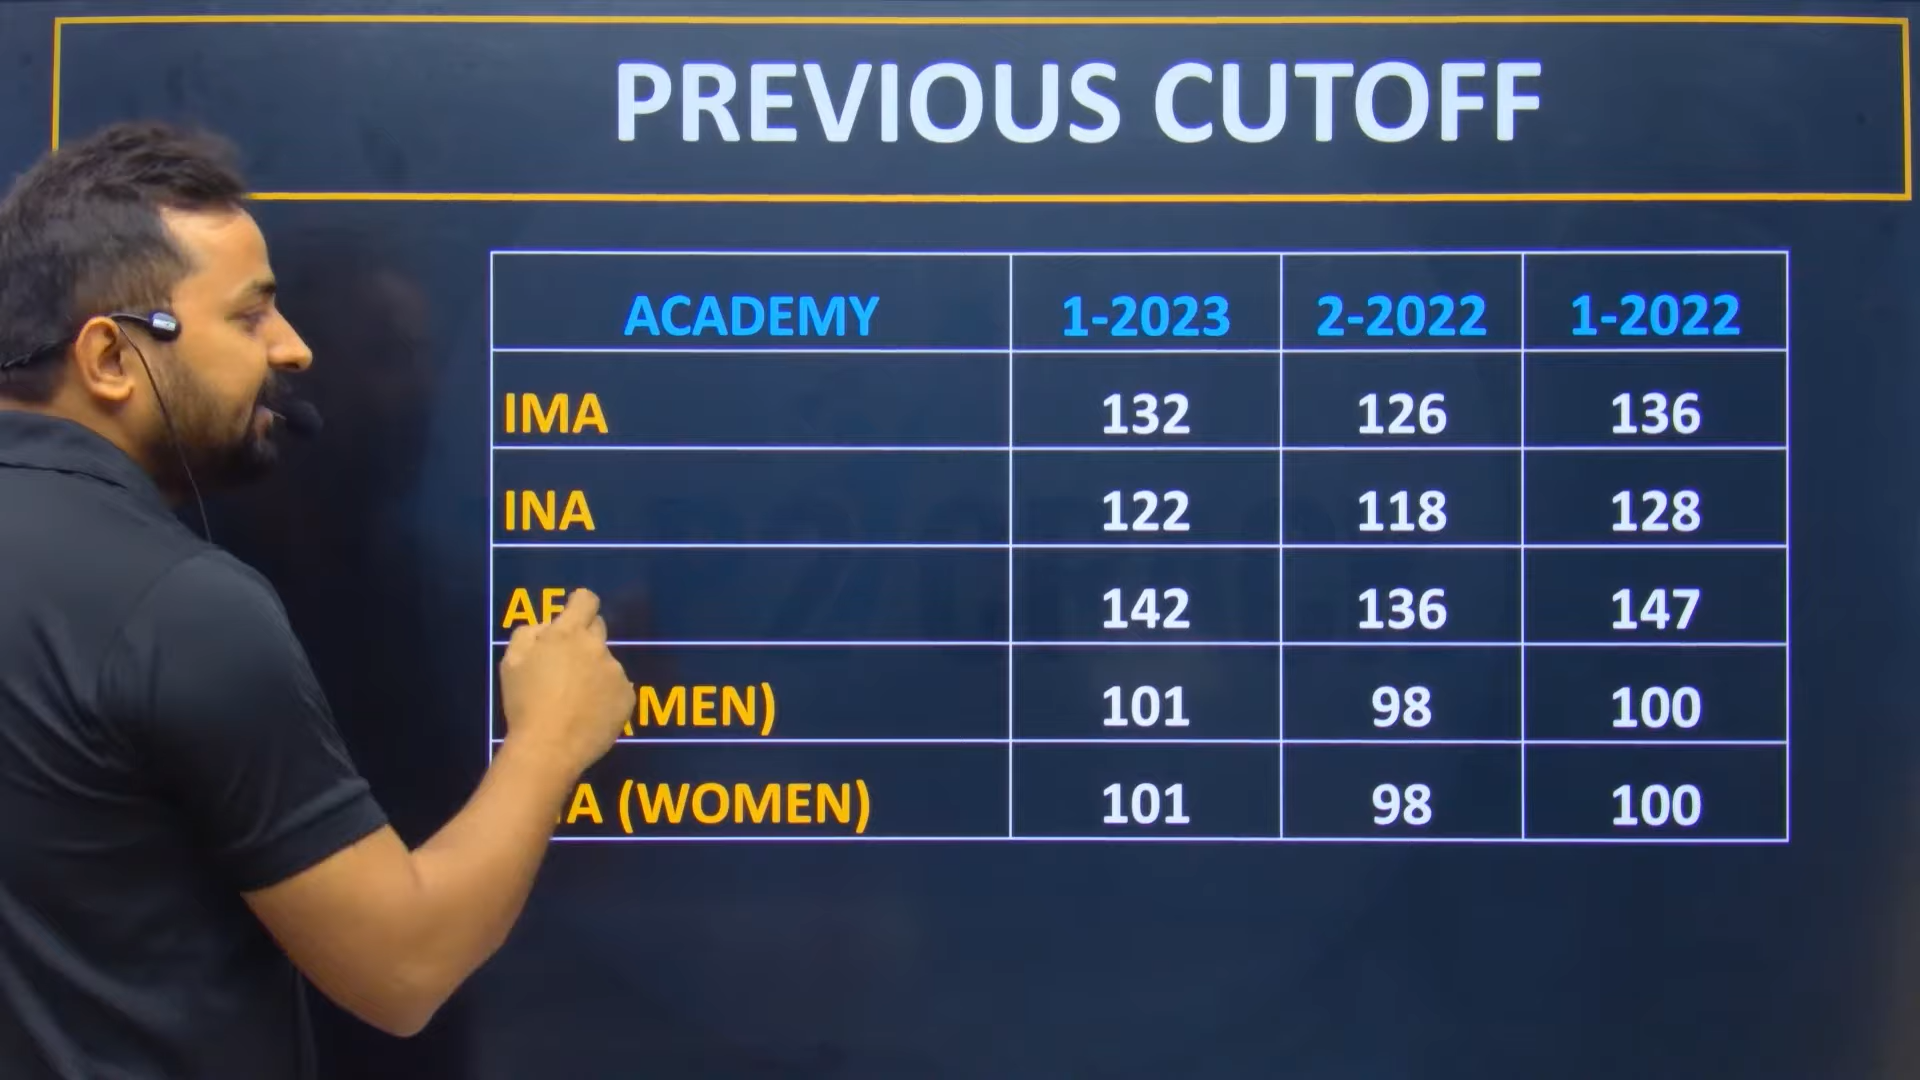 PREVIOUS CUTOFF
ACADEMY 1-2023 2-2022 1-2022
IMA 132 126 136
INA 122 118 128
142 136 147
(MEN) 101 98 100
(WOMEN) 101 98 100